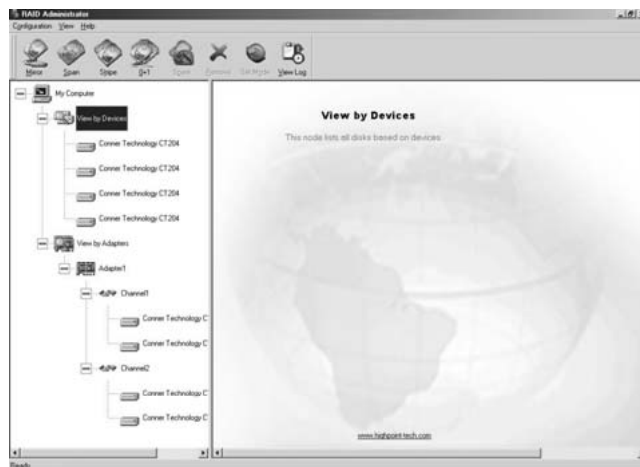 RAID Administrator
Configuration View Help
Mirror Span Stripe 0+1 Spare Remove Set Mode View Log
My Computer
View by Devices
Conner Technology CT204
Conner Technology CT204
Conner Technology CT204
Conner Technology CT204
View by Adapters
Adapter1
Channel1
Conner Technology C
Conner Technology C
Channel2
Conner Technology C
Conner Technology C
View by Devices
This node lists all disks based on devices.
www.highpoint-tech.com
Ready